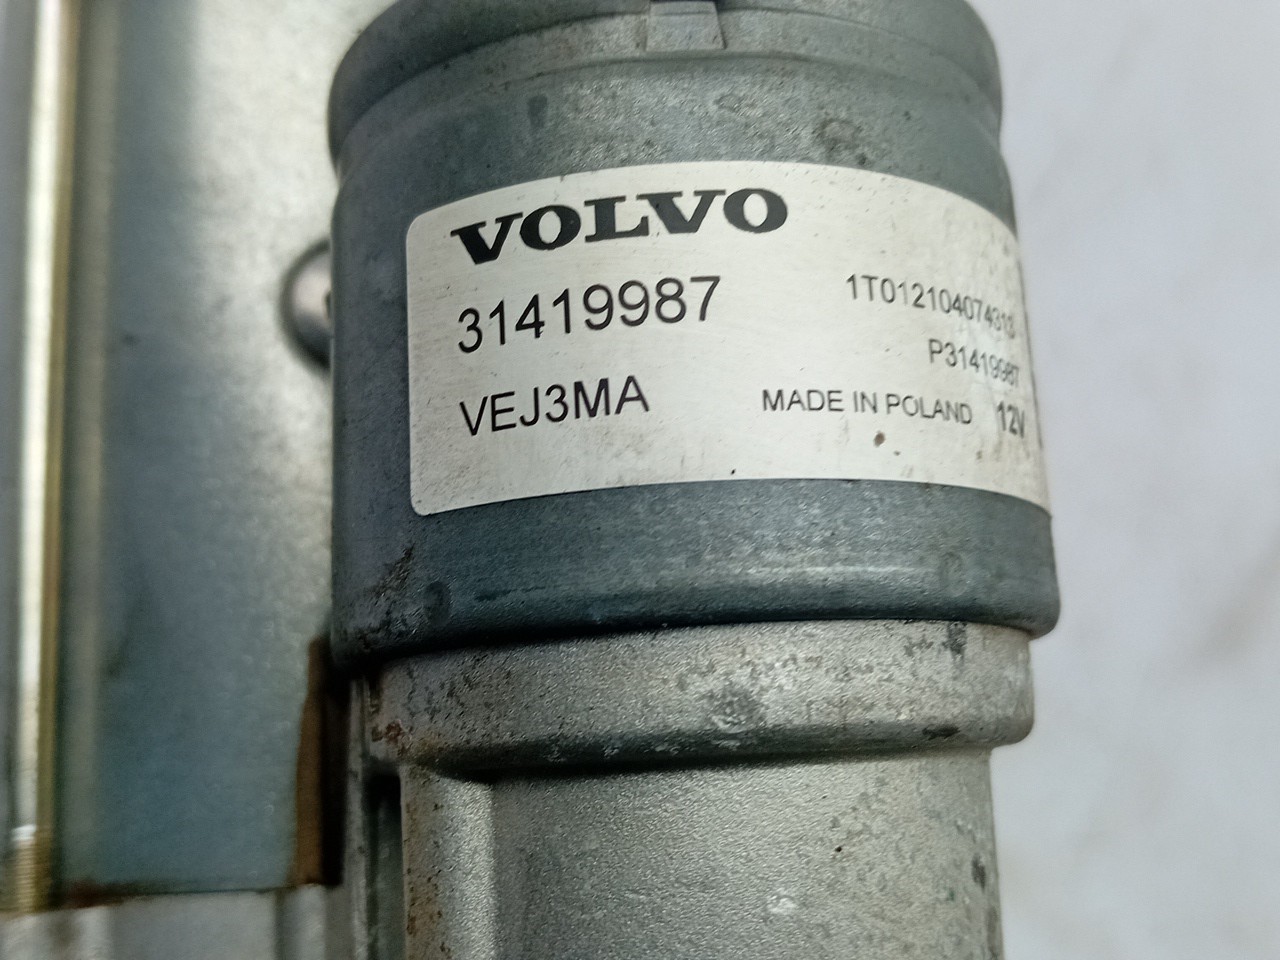 VOLVO
31419987
1T012104074313
P31419987
VEJ3MA
MADE IN POLAND 12V